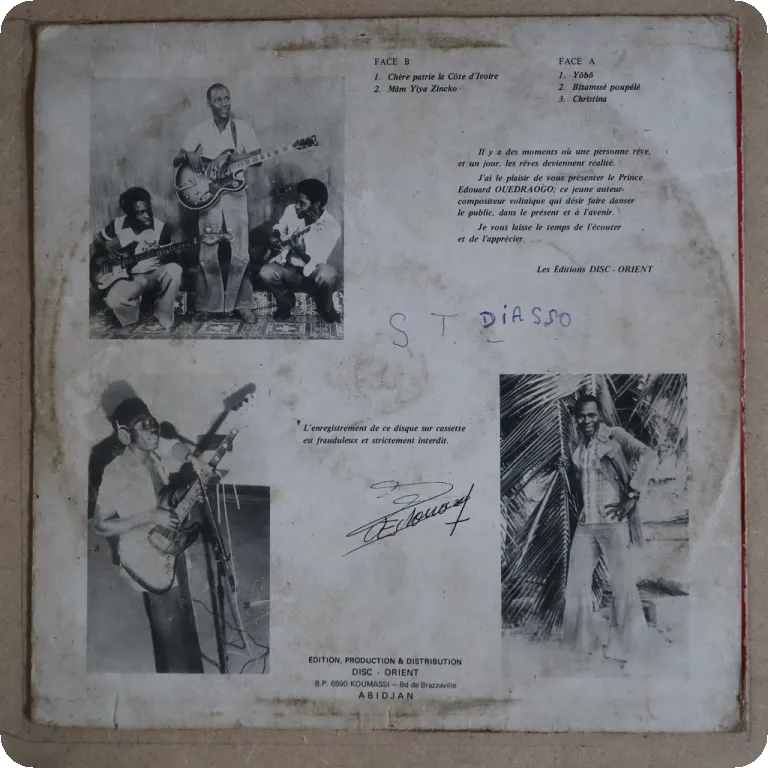 FACE B
1. Chère patrie la Côte d'Ivoire
2. Mâm Yiya Zincko
FACE A
1. Yôbô
2. Bitamssé poupélé
3. Christina
Il y a des moments où une personne rêve,
et un jour, les rêves deviennent réalité.
J'ai le plaisir de vous présenter le Prince
Edouard OUEDRAOGO; ce jeune auteur-
compositeur voltaique qui désir faire danser
le public, dans le présent et à l'avenir.
Je vous laisse le temps de l'écouter
et de l'apprécier.
Les Éditions DISC - ORIENT
S T DiASSO
L'enregistrement de ce disque sur cassette
est frauduleux et strictement interdit.
ÉDITION, PRODUCTION & DISTRIBUTION
DISC - ORIENT
B.P. 6590 KOUMASSI — Bd de Brazzaville
ABIDJAN